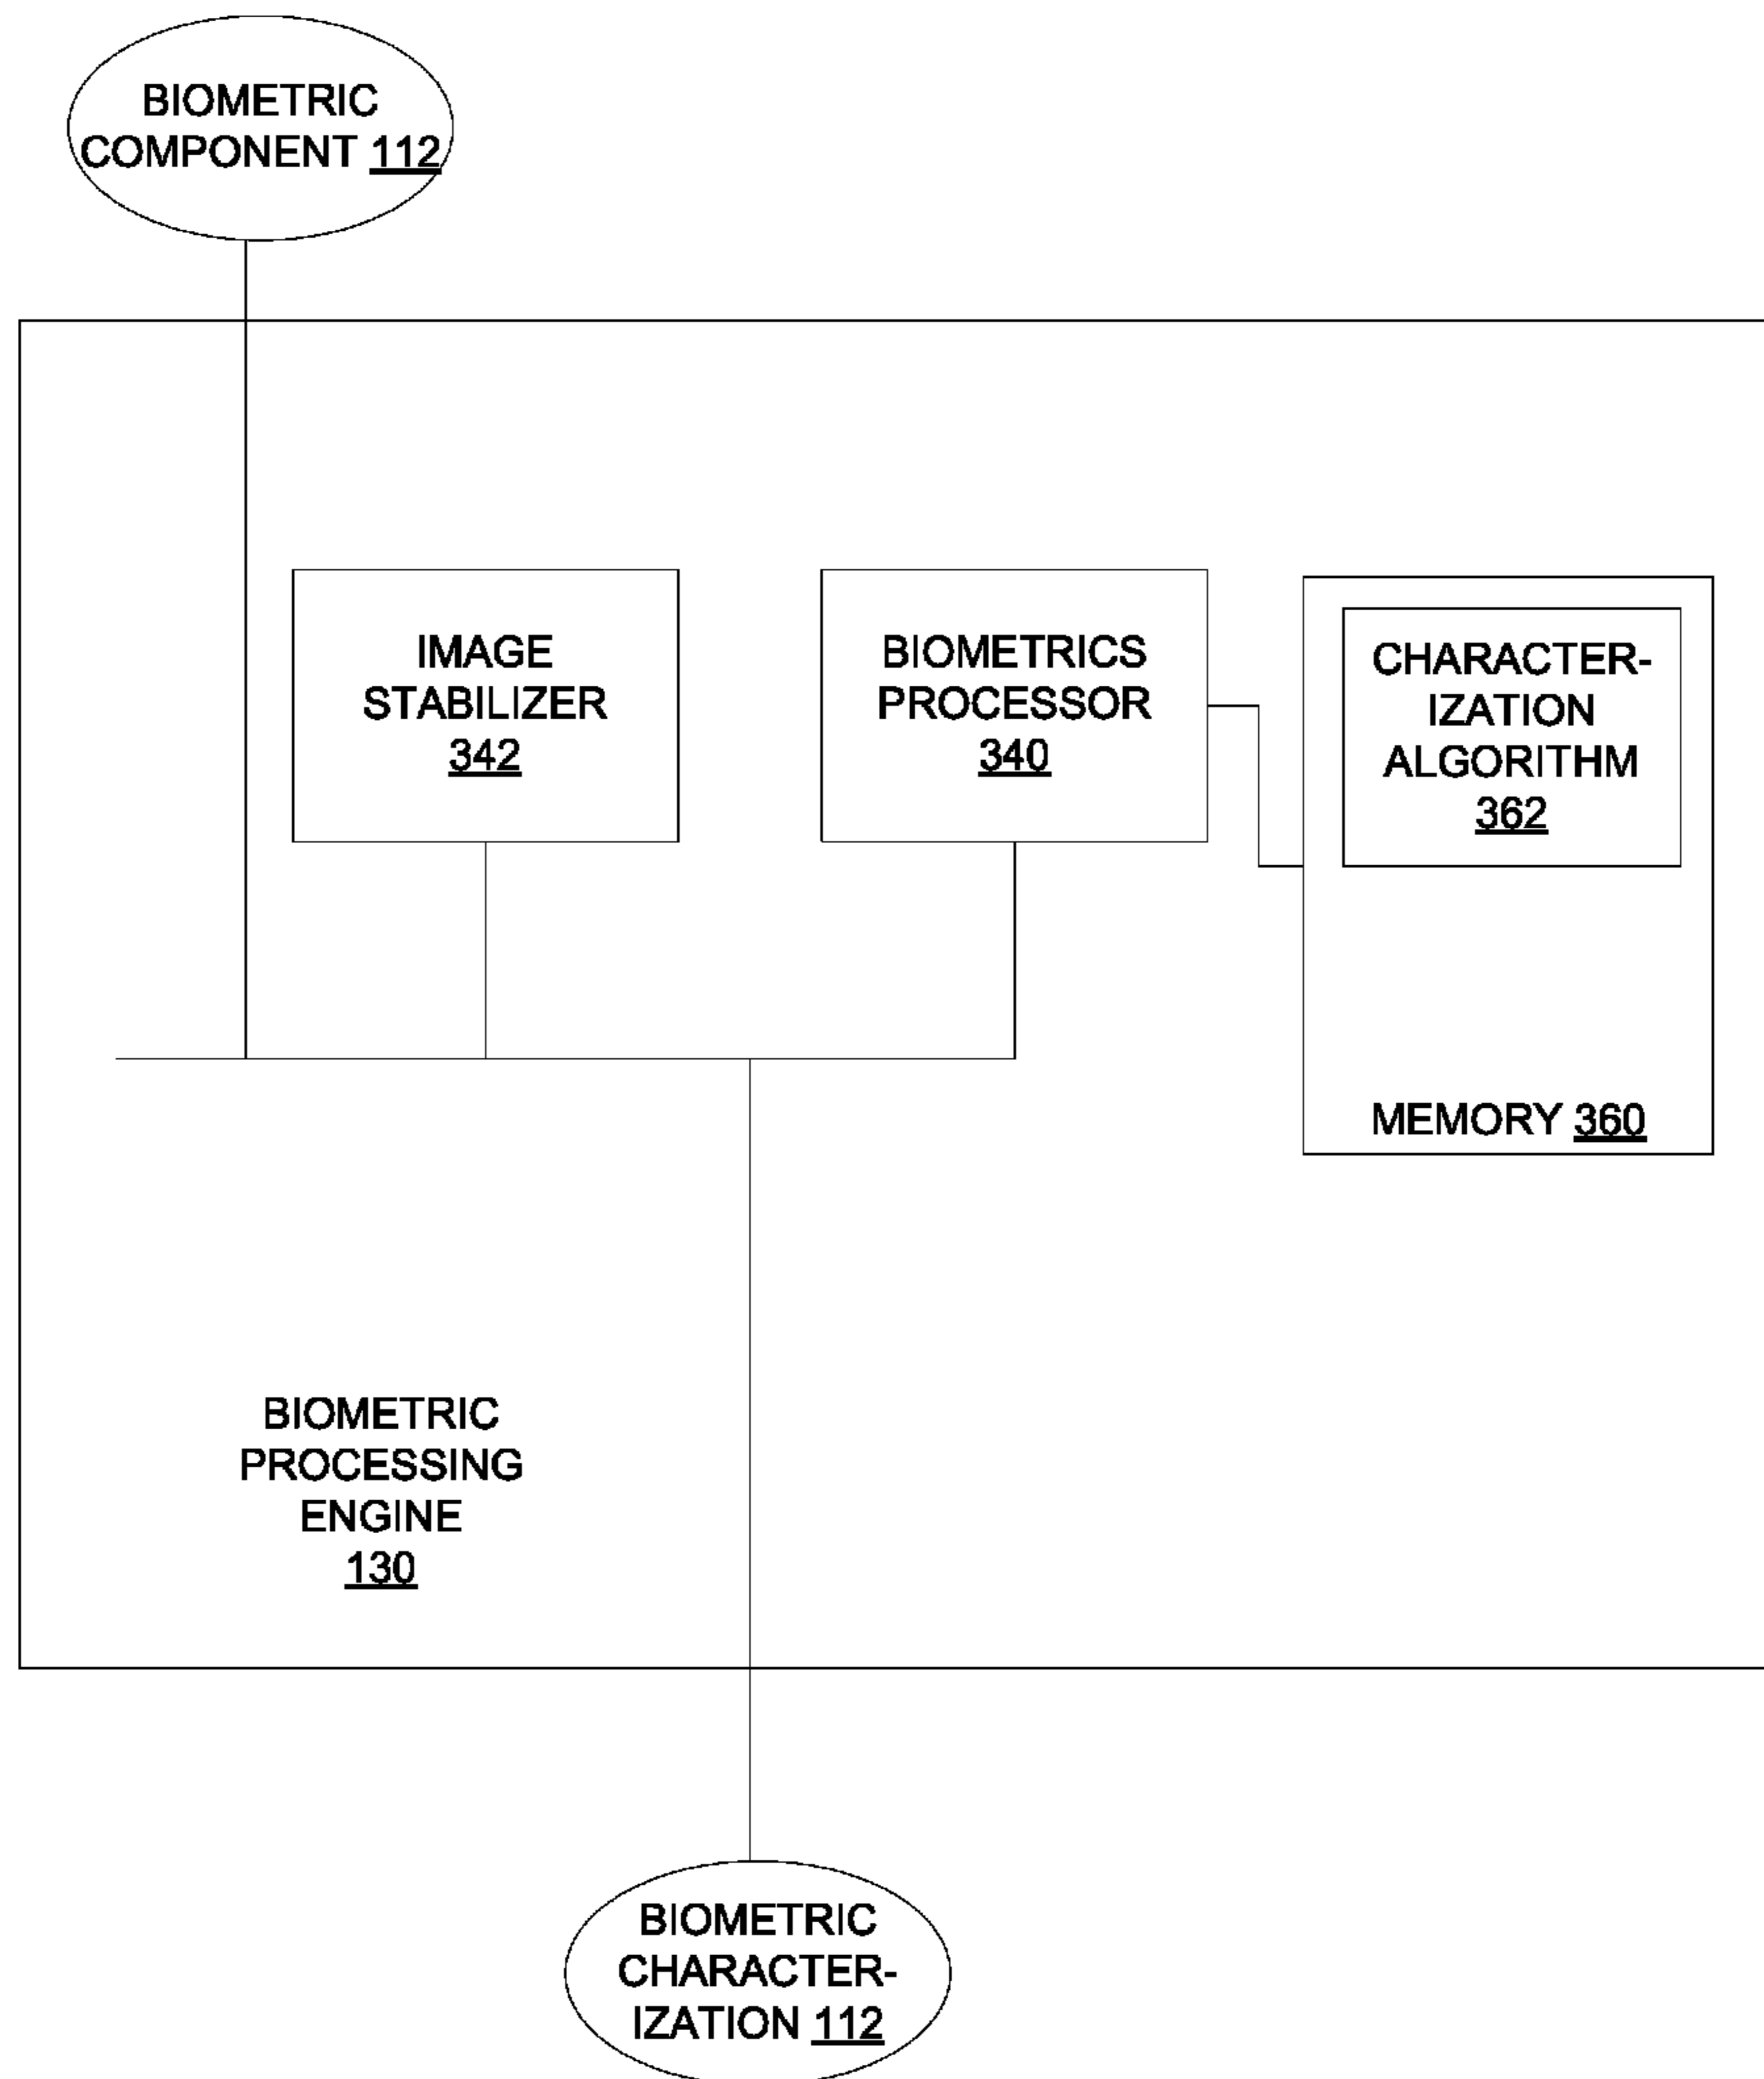 BIOMETRIC
COMPONENT 112
IMAGE
STABILIZER
342
BIOMETRICS
PROCESSOR
340
CHARACTER-
IZATION
ALGORITHM
362
MEMORY 360
BIOMETRIC
PROCESSING
ENGINE
130
BIOMETRIC
CHARACTER-
IZATION 112